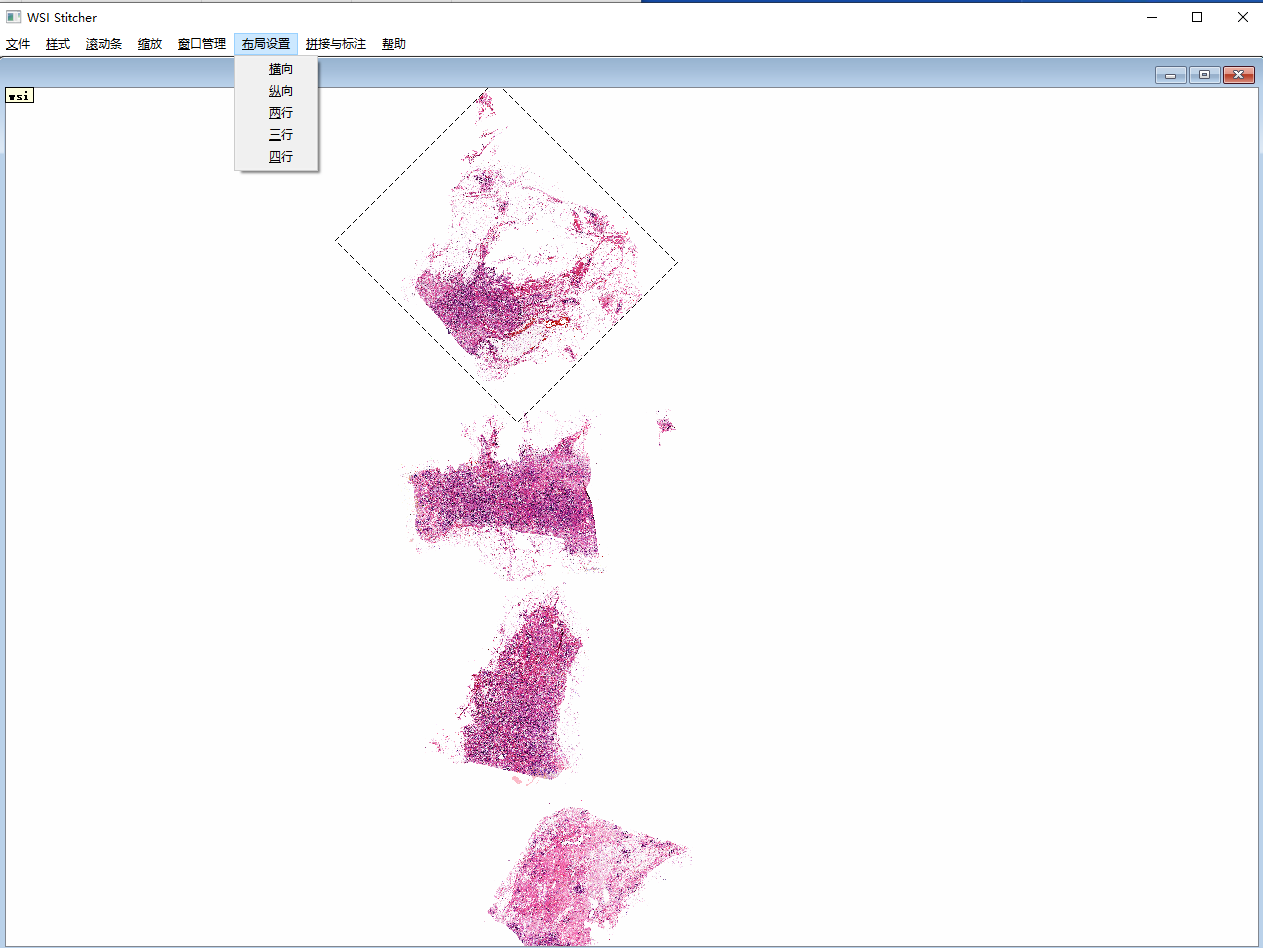 WSI Stitcher
文件 样式 滚动条 缩放 窗口管理 布局设置 拼接与标注 帮助
横向
纵向
两行
三行
四行
wsi